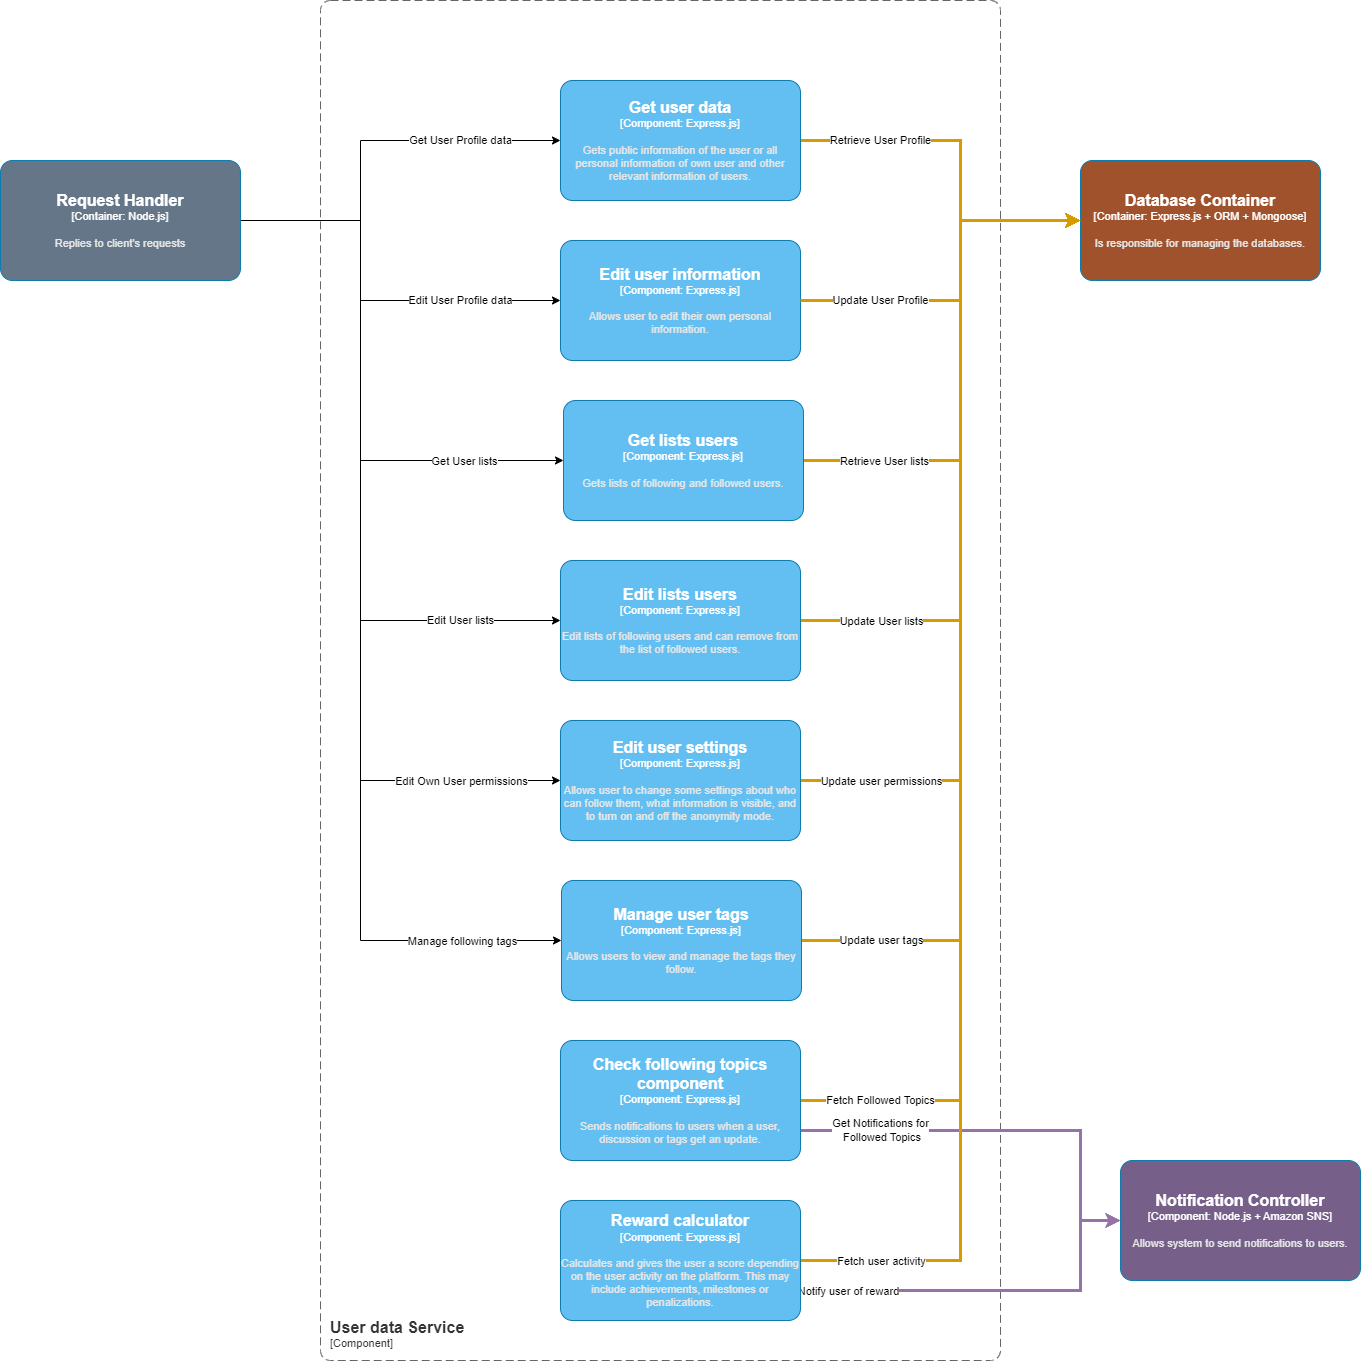 Request Handler
[Container: Node.js]
Replies to client's requests
Get User Profile data
Get user data
[Component: Express.js]
Gets public information of the user or all
personal information of own user and other
relevant information of users.
Retrieve User Profile
Database Container
[Container: Express.js + ORM + Mongoose]
Is responsible for managing the databases.
Edit User Profile data
Edit user information
[Component: Express.js]
Allows user to edit their own personal
information.
Update User Profile
Get User lists
Get lists users
[Component: Express.js]
Gets lists of following and followed users.
Retrieve User lists
Edit User lists
Edit lists users
[Component: Express.js]
Edit lists of following users and can remove from
the list of followed users.
Update User lists
Edit Own User permissions
Edit user settings
[Component: Express.js]
Allows user to change some settings about who
can follow them, what information is visible, and
to turn on and off the anonymity mode.
Update user permissions
Manage following tags
Manage user tags
[Component: Express.js]
Allows users to view and manage the tags they
follow.
Update user tags
Check following topics
component
[Component: Express.js]
Sends notifications to users when a user,
discussion or tags get an update.
Fetch Followed Topics
Get Notifications for
Followed Topics
Notification Controller
[Component: Node.js + Amazon SNS]
Allows system to send notifications to users.
Reward calculator
[Component: Express.js]
Calculates and gives the user a score depending
on the user activity on the platform. This may
include achievements, milestones or
penalizations.
Fetch user activity
Notify user of reward
User data Service
[Component]